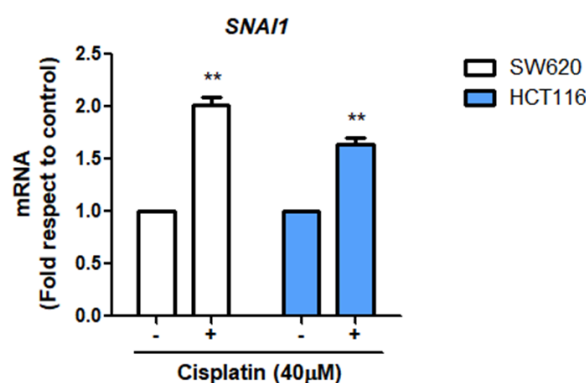 SNAI1
SW620
HCT116
mRNA
(Fold respect to control)
2.5
2.0
1.5
1.0
0.5
0.0
** **
- + - +
Cisplatin (40μM)